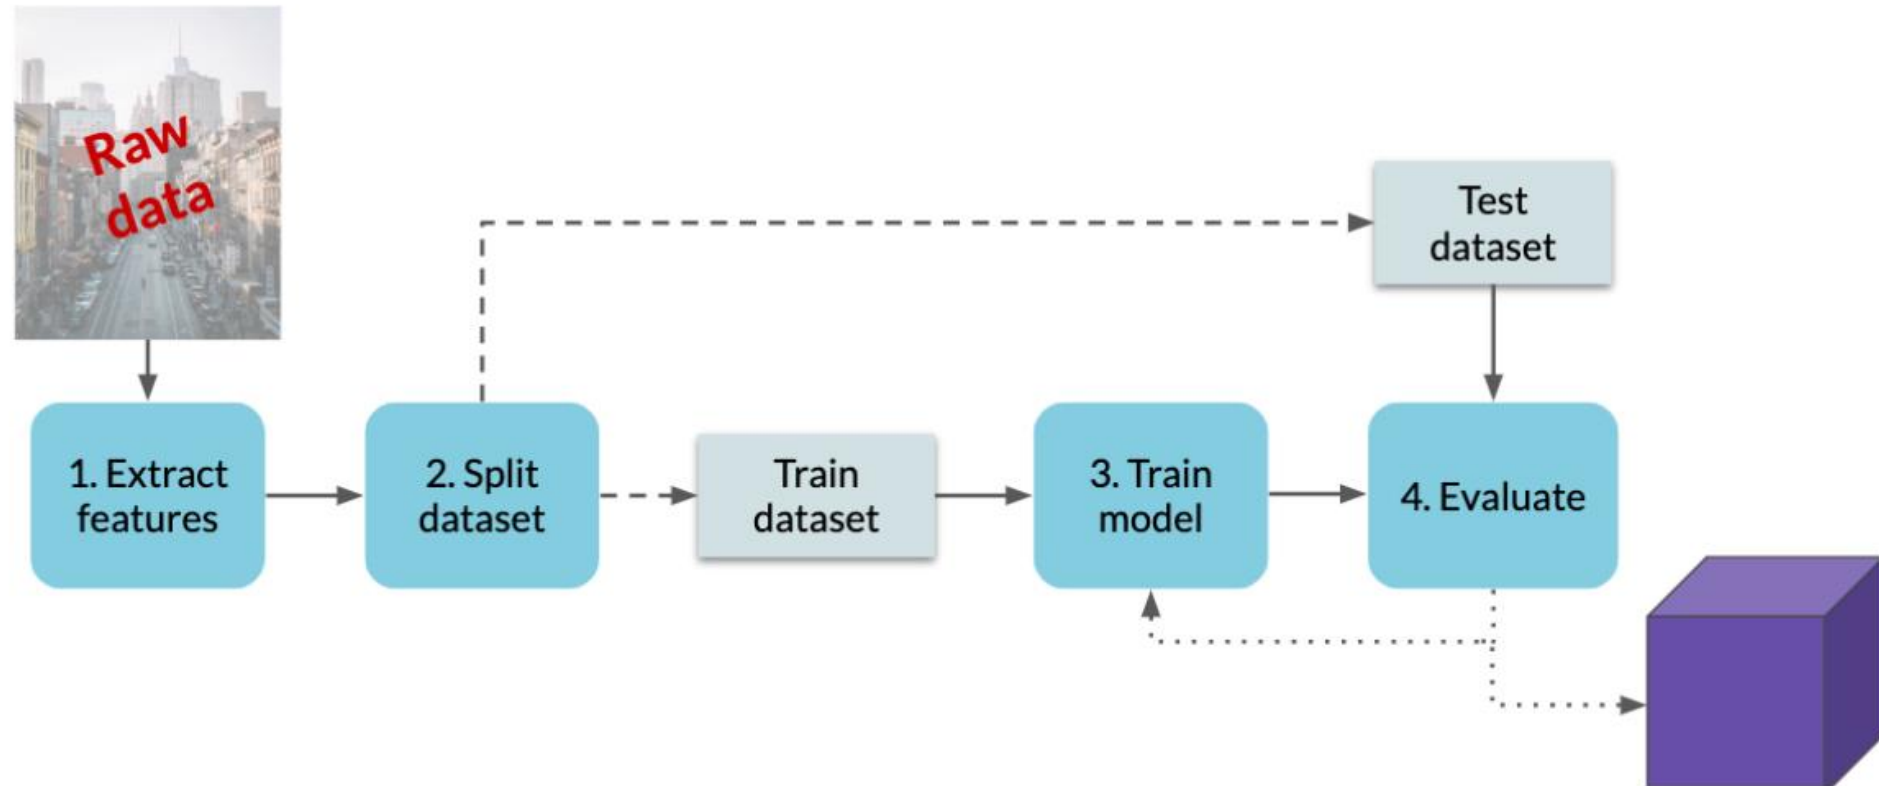 Raw
data
Test
dataset
1. Extract
features
2. Split
dataset
Train
dataset
3. Train
model
4. Evaluate